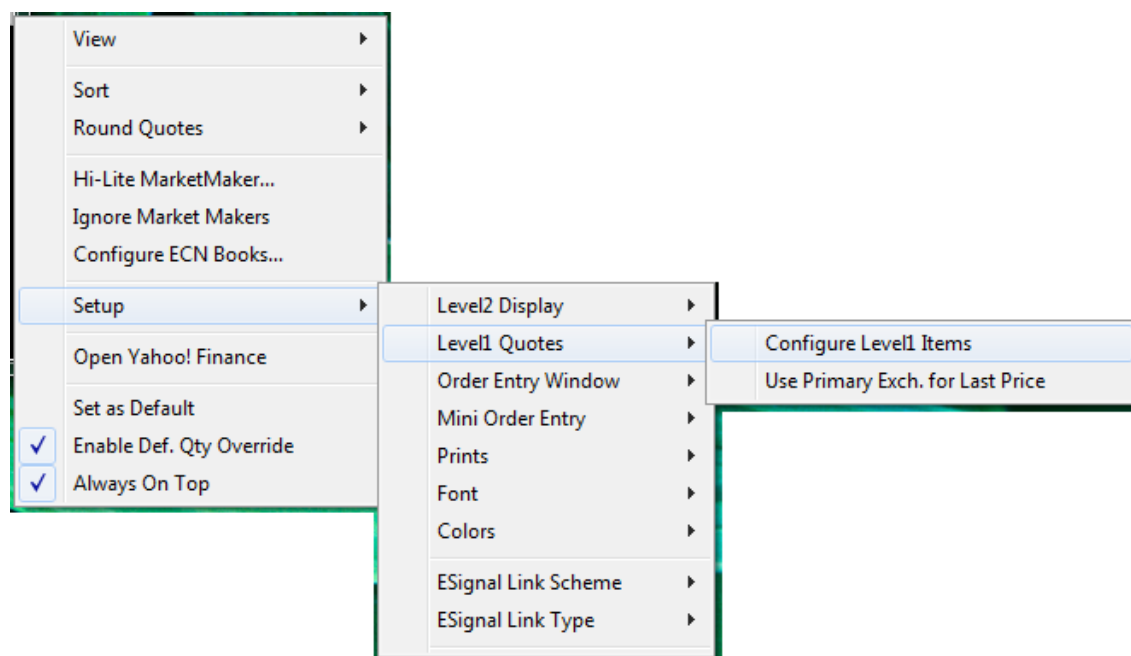 View
Sort
Round Quotes
Hi-Lite MarketMaker...
Ignore Market Makers
Configure ECN Books...
Setup
Open Yahoo! Finance
Set as Default
Enable Def. Qty Override
Always On Top
Level2 Display
Level1 Quotes
Order Entry Window
Mini Order Entry
Prints
Font
Colors
ESignal Link Scheme
ESignal Link Type
Configure Level1 Items
Use Primary Exch. for Last Price